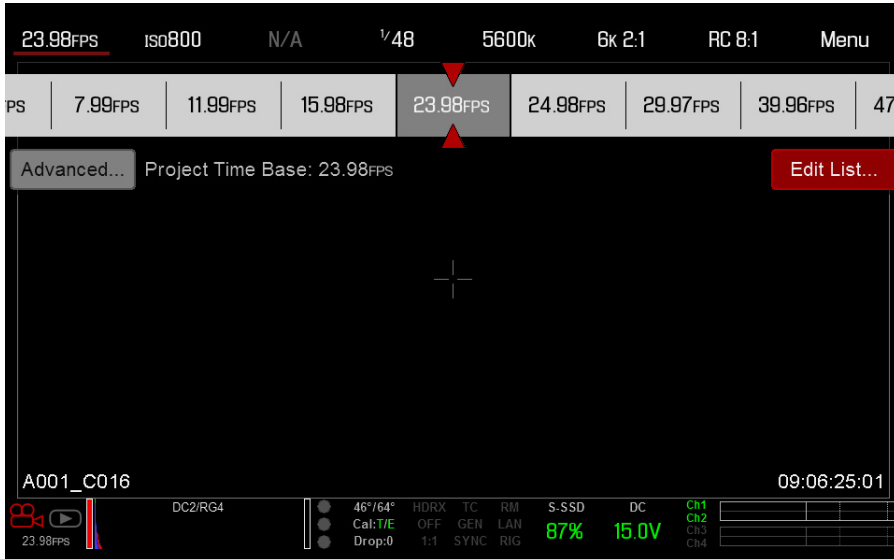 23.98FPS ISO800 N/A 1/48 5600K 6K 2:1 RC 8:1 Menu
PS 7.99FPS 11.99FPS 15.98FPS 23.98FPS 24.98FPS 29.97FPS 39.96FPS 47
Advanced... Project Time Base: 23.98FPS Edit List...
A001_C016 09:06:25:01
DC2/RG4 46°/64° HDRX TC RM S-SSD DC Ch1
Cal:T/E OFF GEN LAN 87% 15.0V Ch2
Ch3
23.98FPS Drop:0 1:1 SYNC RIG Ch4